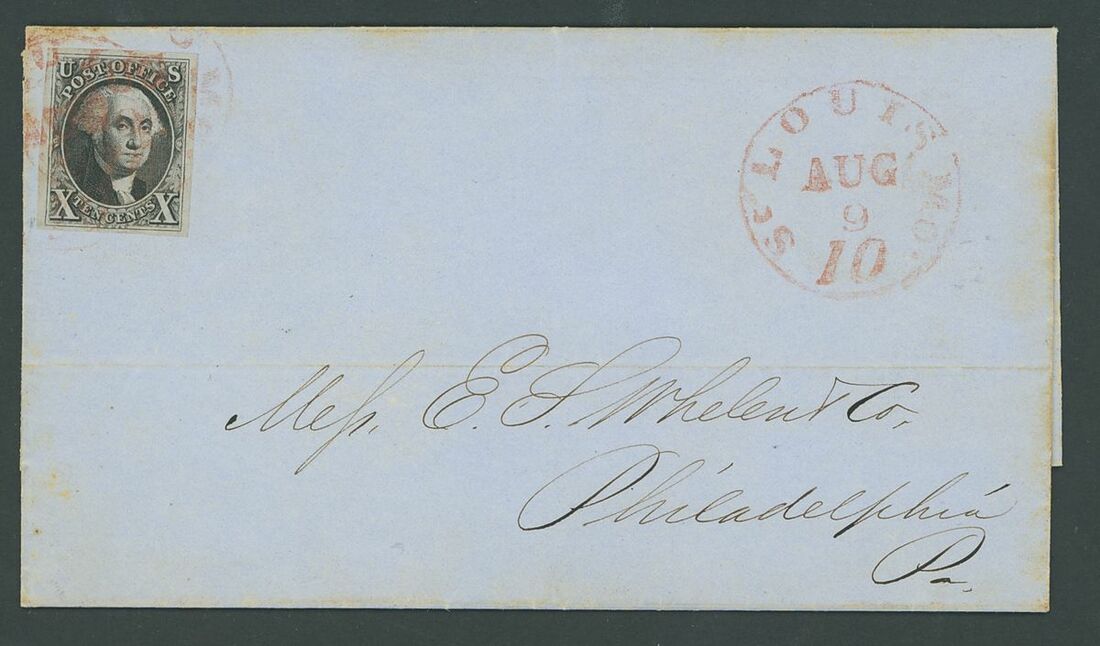 U S
POST OFFICE
X TEN CENTS X
St LOUIS Mo.
AUG
9
10
Mess. E. S. Whelen & Co,
Philadelphia
Pa.